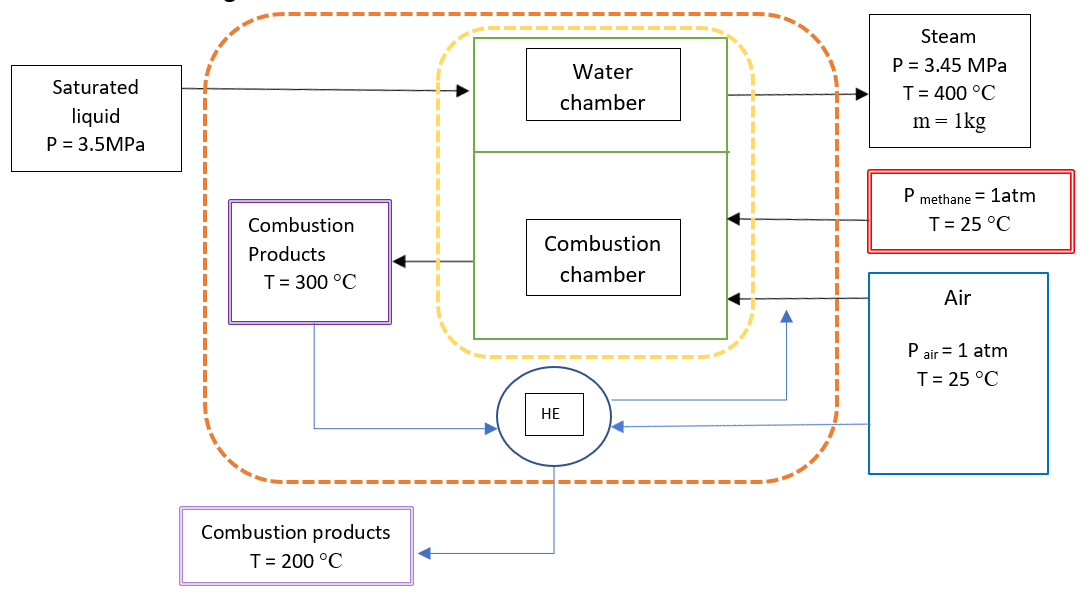 Saturated
liquid
P = 3.5MPa
Water
chamber
Steam
P = 3.45 MPa
T = 400 °C
m = 1kg
P methane = 1atm
T = 25 °C
Combustion
Products
T = 300 °C
Combustion
chamber
Air
P air = 1 atm
T = 25 °C
HE
Combustion products
T = 200 °C